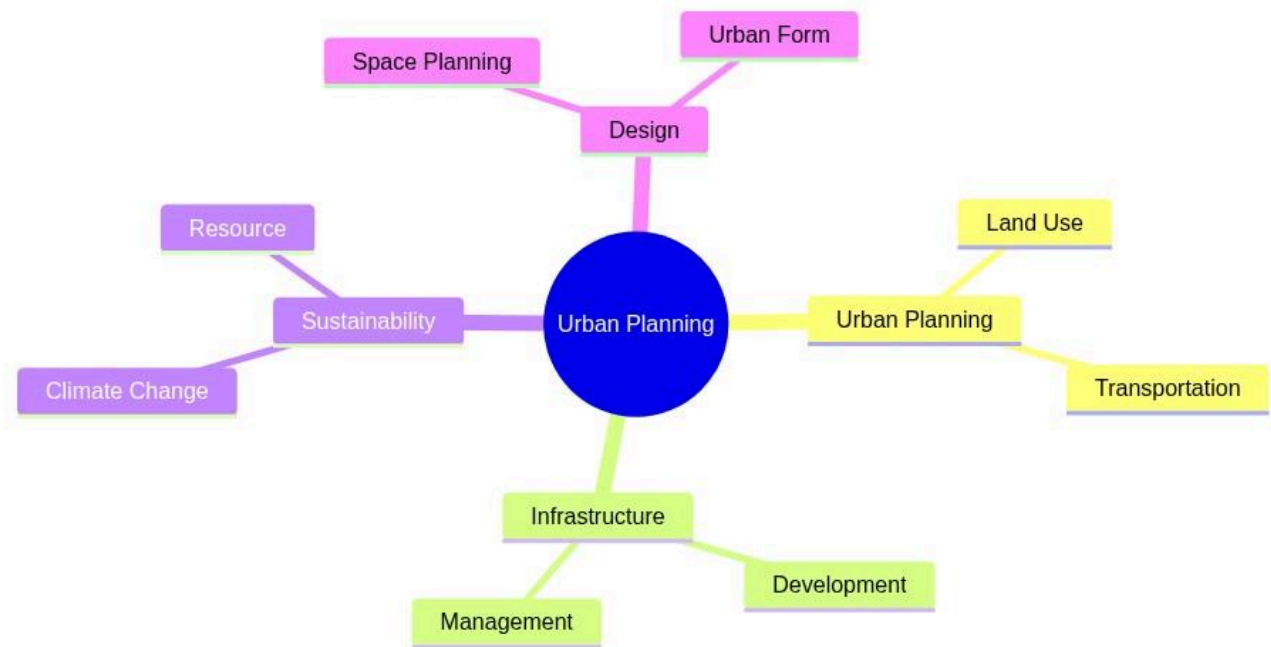 Urban Form
Space Planning
Design
Resource
Land Use
Sustainability
Urban Planning
Urban Planning
Climate Change
Transportation
Infrastructure
Development
Management